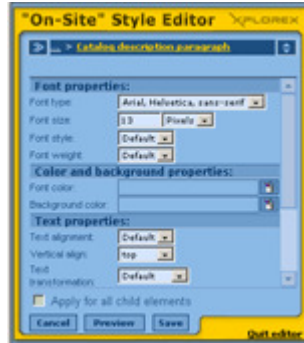 "On-Site" Style Editor XPLOREX
> ... > Catalog description paragraph
Font properties:
Font type: Arial, Helvetica, sans-serif
Font size: 13 Pixels
Font style: Default
Font weight: Default
Color and background properties:
Font color:
Background color:
Text properties:
Text alignment: Default
Vertical align: top
Text
transformation: Default
Apply for all child elements
Cancel Preview Save
Quit editor